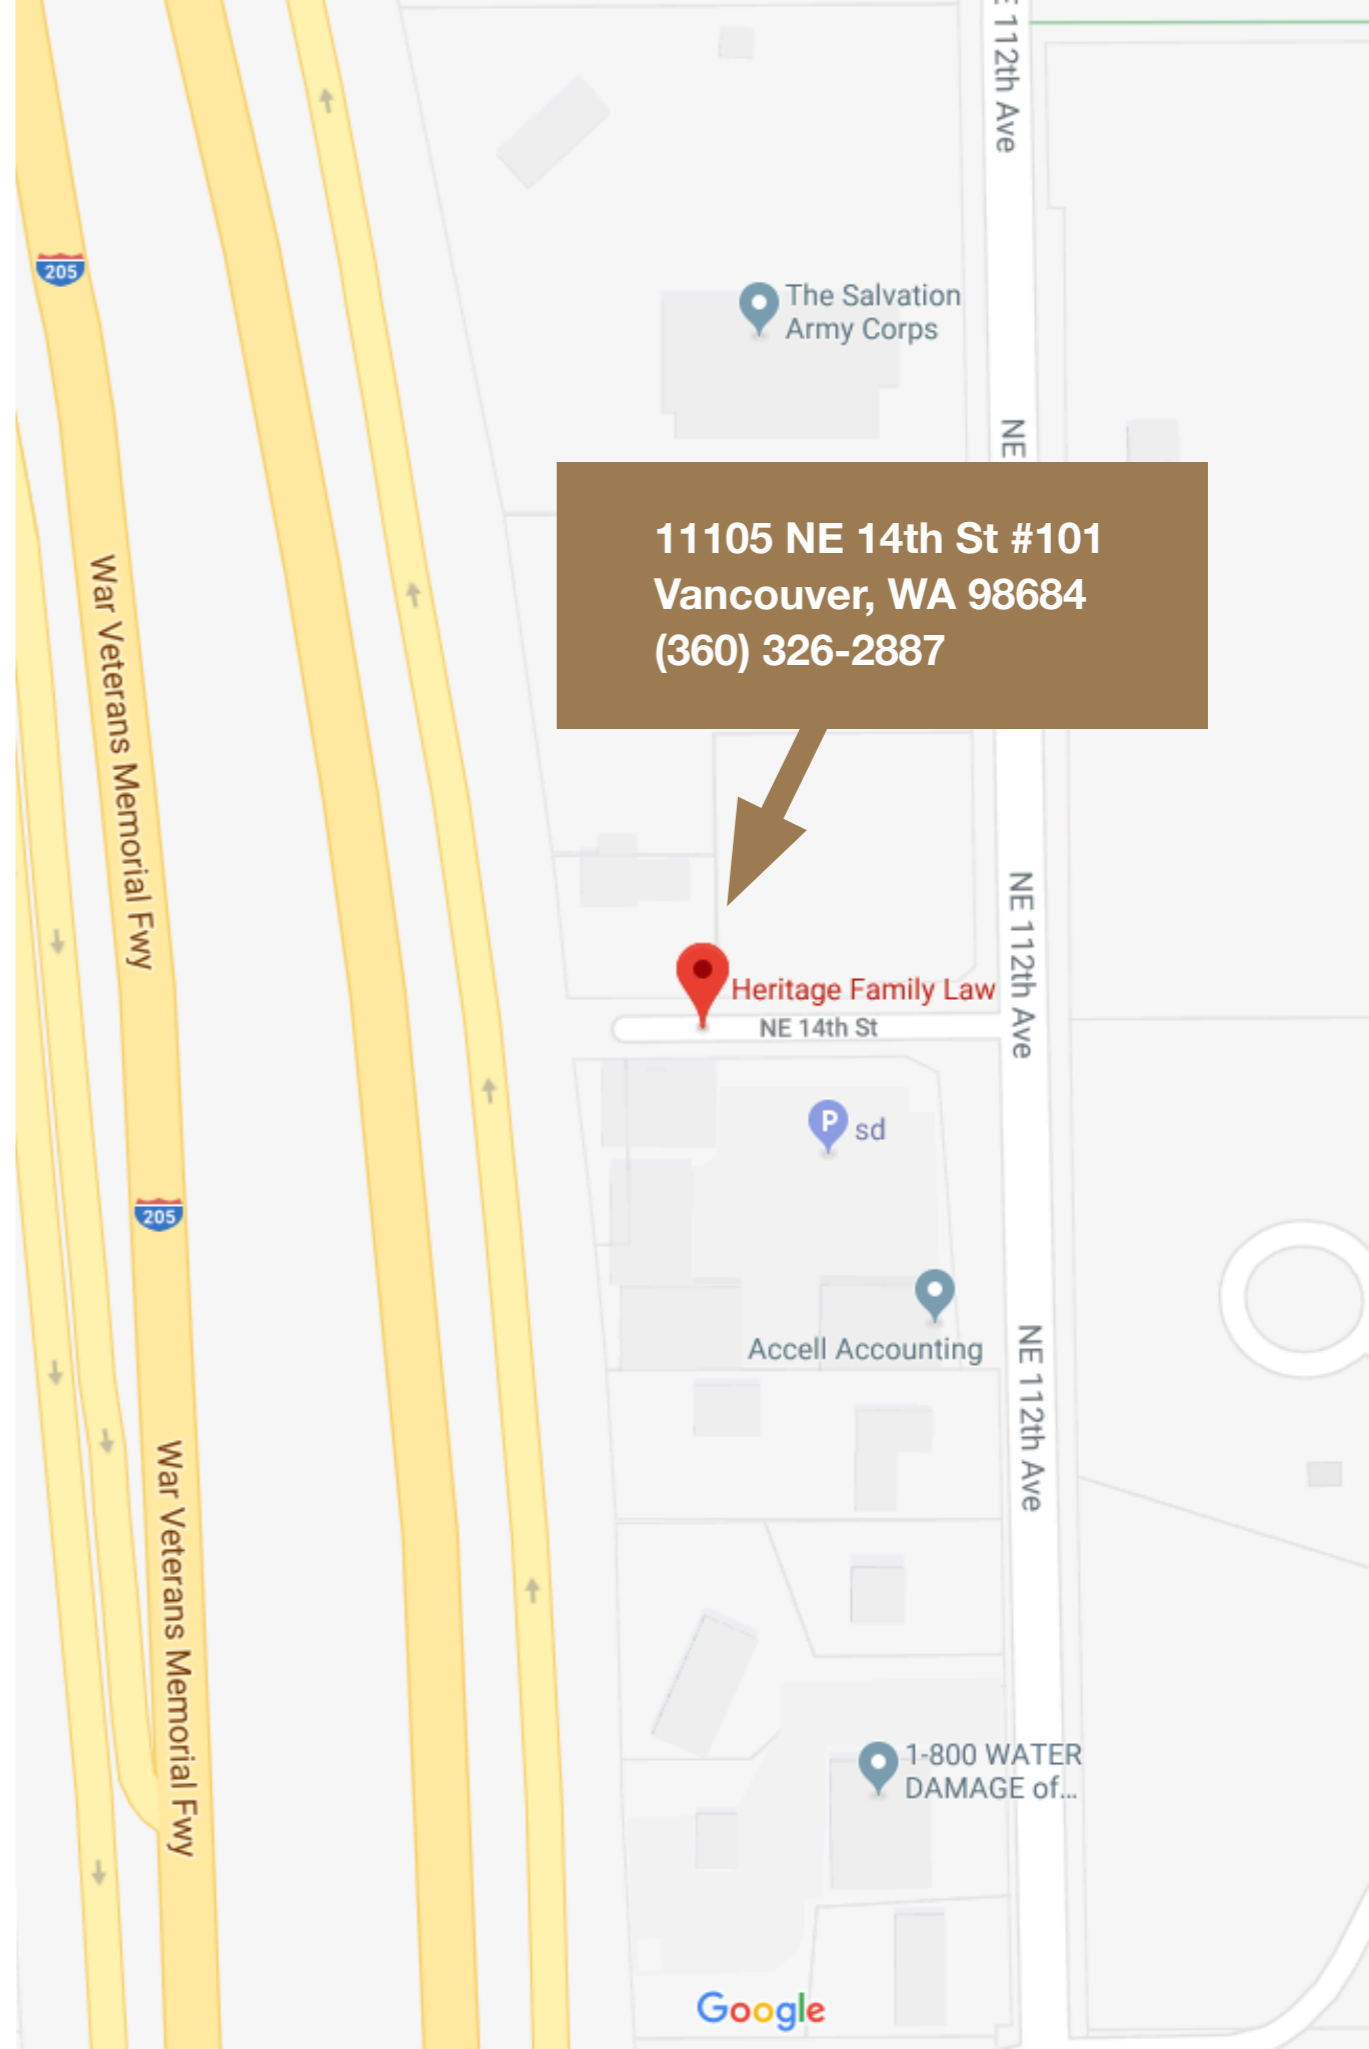 E 112th Ave
205
The Salvation
Army Corps
NE
11105 NE 14th St #101
Vancouver, WA 98684
(360) 326-2887
War Veterans Memorial Fwy
NE 112th Ave
Heritage Family Law
NE 14th St
P sd
205
Accell Accounting
NE 112th Ave
War Veterans Memorial Fwy
1-800 WATER
DAMAGE of...
Google